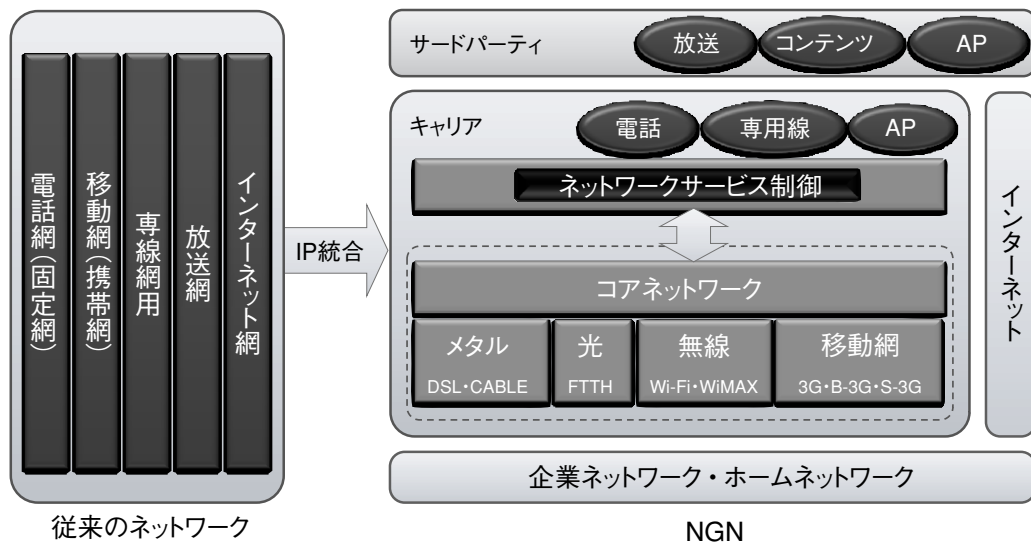 電話網(固定網)
移動網(携帯網)
専線網用
放送網
インターネット網
従来のネットワーク
IP統合
サードパーティ
放送
コンテンツ
AP
キャリア
電話
専用線
AP
ネットワークサービス制御
コアネットワーク
メタル
DSL・CABLE
光
FTTH
無線
Wi-Fi・WiMAX
移動網
3G・B-3G・S-3G
インターネット
企業ネットワーク・ホームネットワーク
NGN